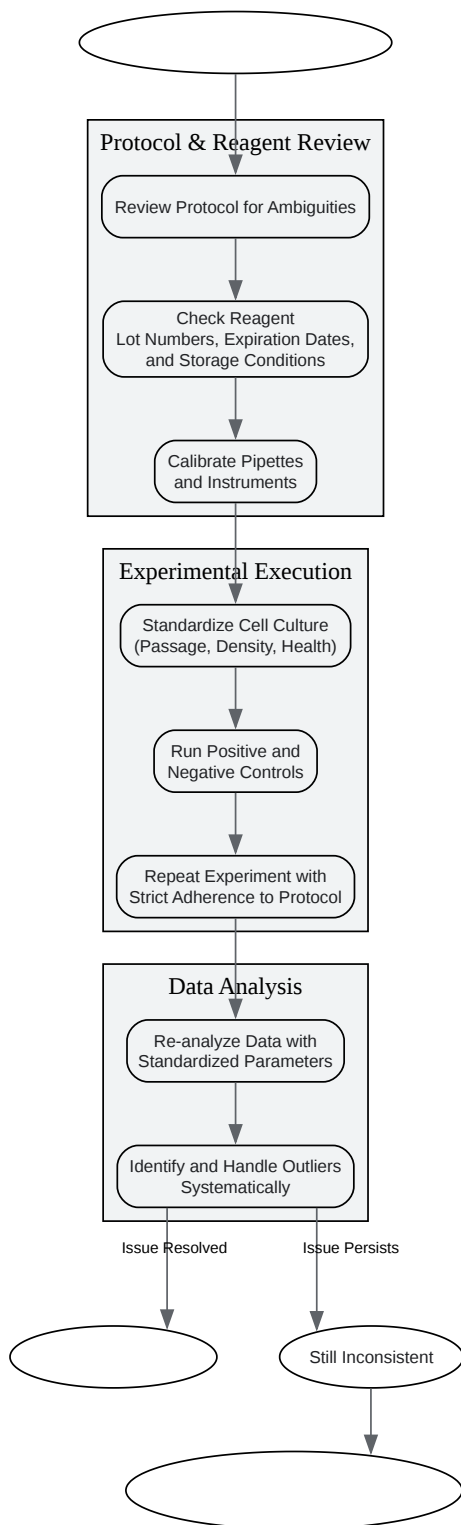 Protocol & Reagent Review
Review Protocol for Ambiguities
Check Reagent
Lot Numbers, Expiration Dates,
and Storage Conditions
Calibrate Pipettes
and Instruments
Experimental Execution
Standardize Cell Culture
(Passage, Density, Health)
Run Positive and
Negative Controls
Repeat Experiment with
Strict Adherence to Protocol
Data Analysis
Re-analyze Data with
Standardized Parameters
Identify and Handle Outliers
Systematically
Issue Resolved
Issue Persists
Still Inconsistent